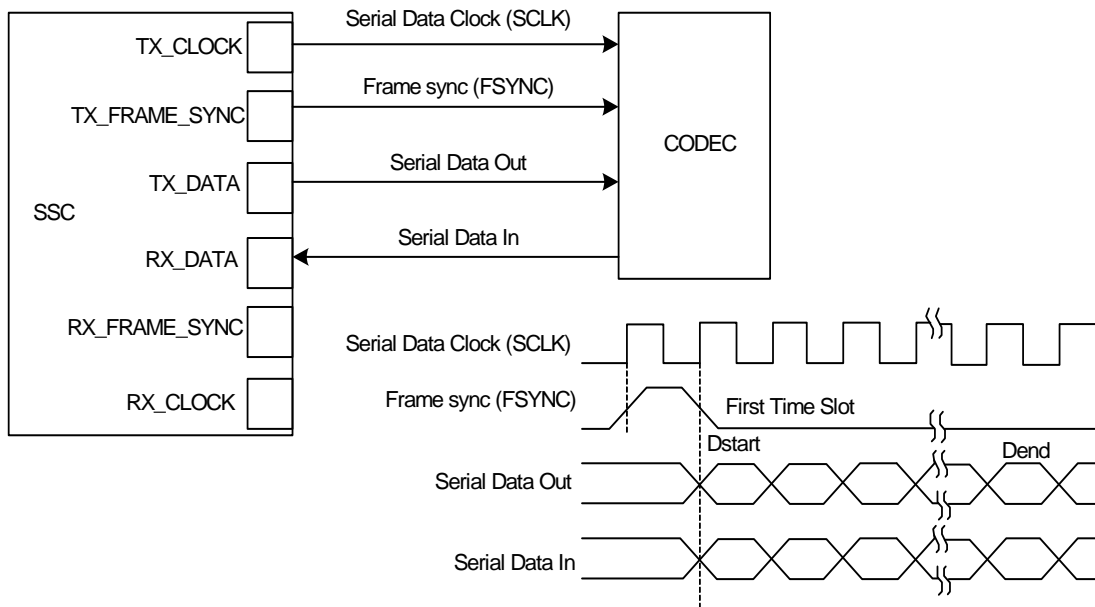 Serial Data Clock (SCLK)
TX_CLOCK
Frame sync (FSYNC)
TX_FRAME_SYNC
CODEC
Serial Data Out
TX_DATA
SSC
Serial Data In
RX_DATA
RX_FRAME_SYNC
Serial Data Clock (SCLK)
RX_CLOCK
Frame sync (FSYNC)
First Time Slot
Dstart
Dend
Serial Data Out
Serial Data In